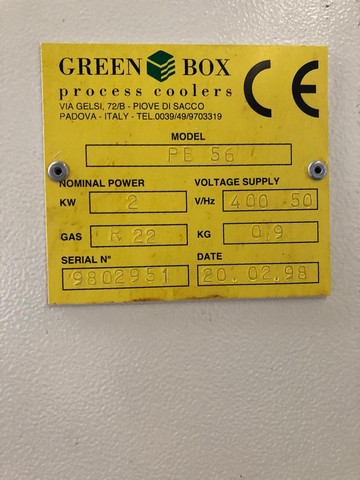 GREEN BOX
process coolers
VIA GELSI, 72/B - PIOVE DI SACCO
PADOVA - ITALY - TEL.0039/49/9703319
CE
MODEL
PE 56
NOMINAL POWER VOLTAGE SUPPLY
KW 2 V/Hz 400 50
GAS R 22 KG 0,9
SERIAL N° DATE
9802951 20.02.98